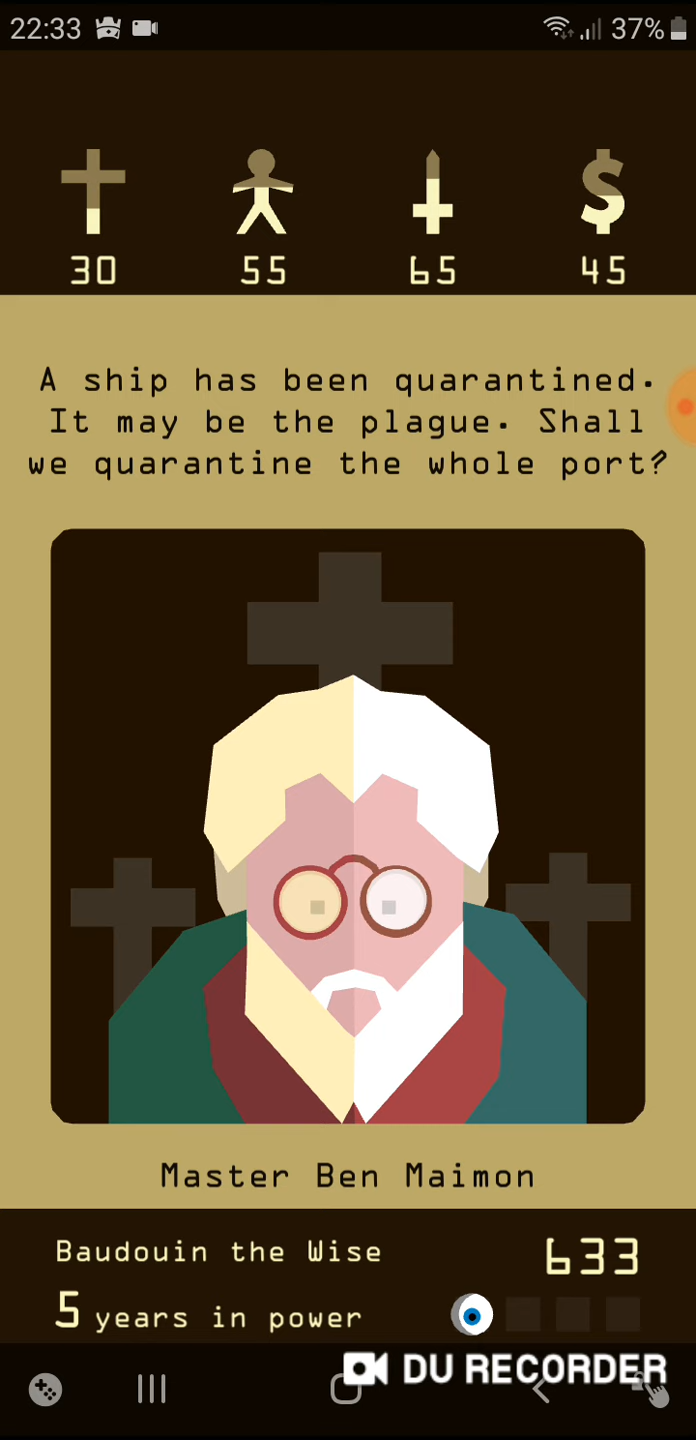 22:33 37%
30 55 65 45
A ship has been quarantined.
It may be the plague. Shall
we quarantine the whole port?
Master Ben Maimon
Baudouin the Wise 633
5 years in power
DU RECORDER